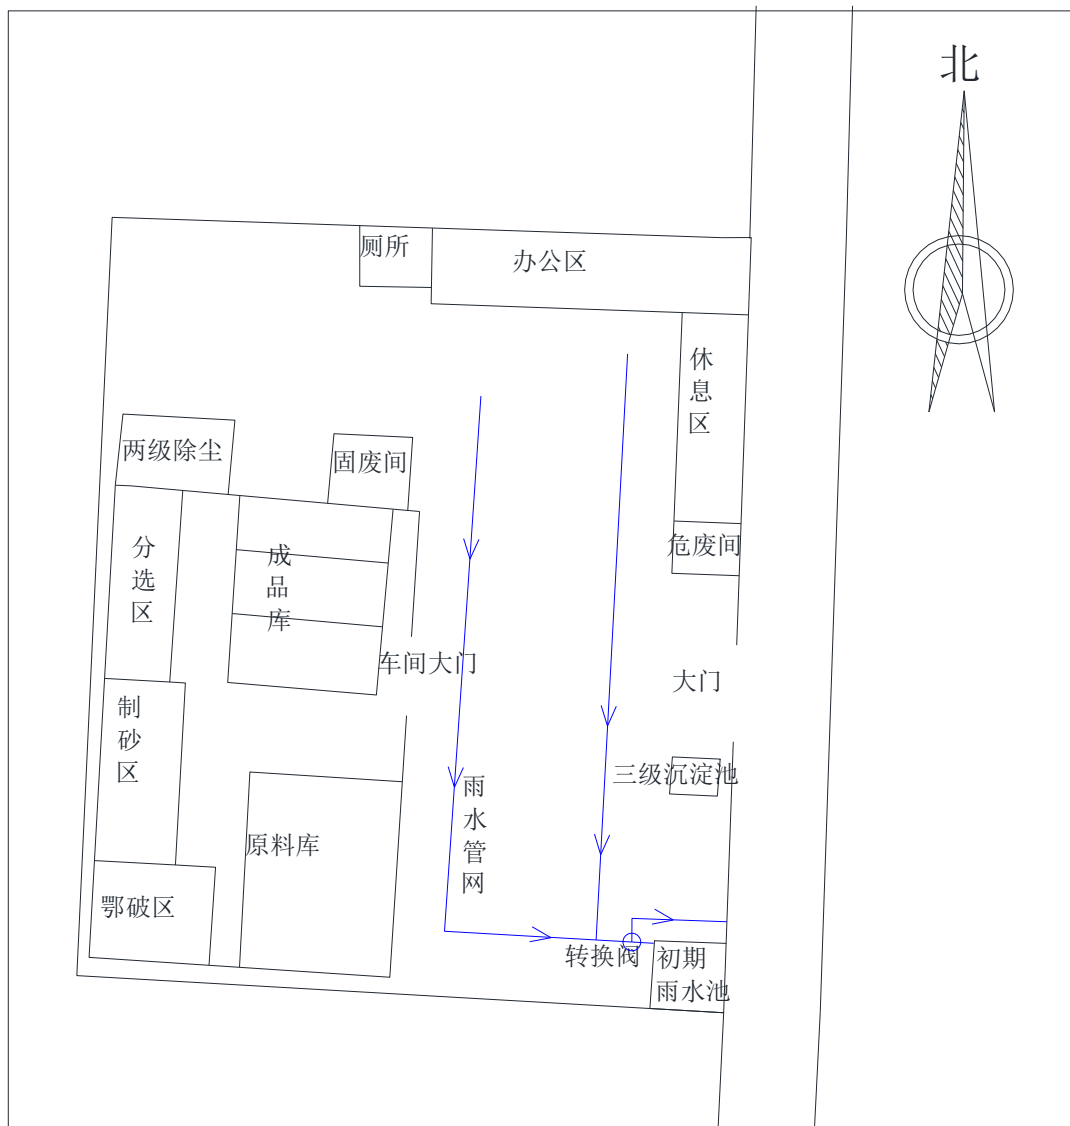 北
厕所
办公区
休息区
两级除尘
固废间
分选区
成品库
危废间
车间大门
大门
制砂区
三级沉淀池
雨水管网
原料库
鄂破区
转换阀
初期
雨水池